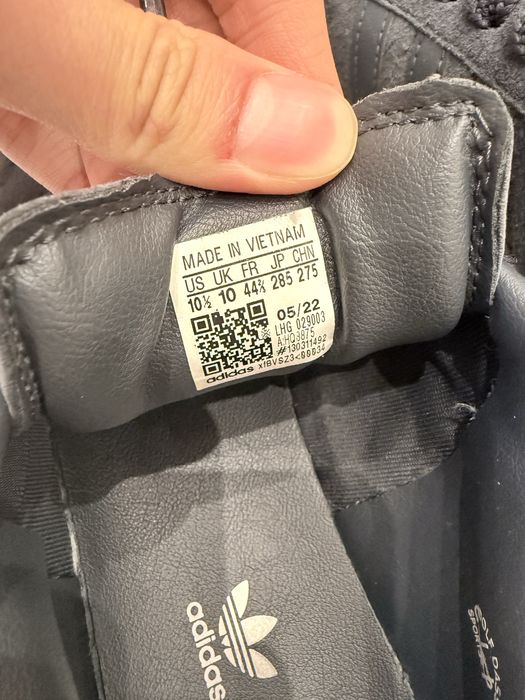 MADE IN VIETNAM
US UK FR JP CHN
10½ 10 44⅔ 285 275
05/22
LHG 029003
#130311492
adidas
adidas
SPORT